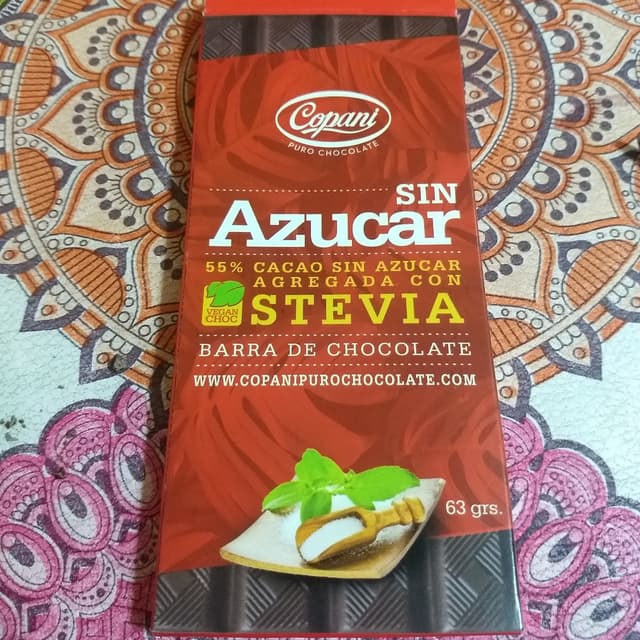 Copani
PURO CHOCOLATE
SIN
Azucar
55% CACAO SIN AZUCAR
AGREGADA CON
VEGAN
CHOC
STEVIA
BARRA DE CHOCOLATE
WWW.COPANIPUROCHOCOLATE.COM
63 grs.